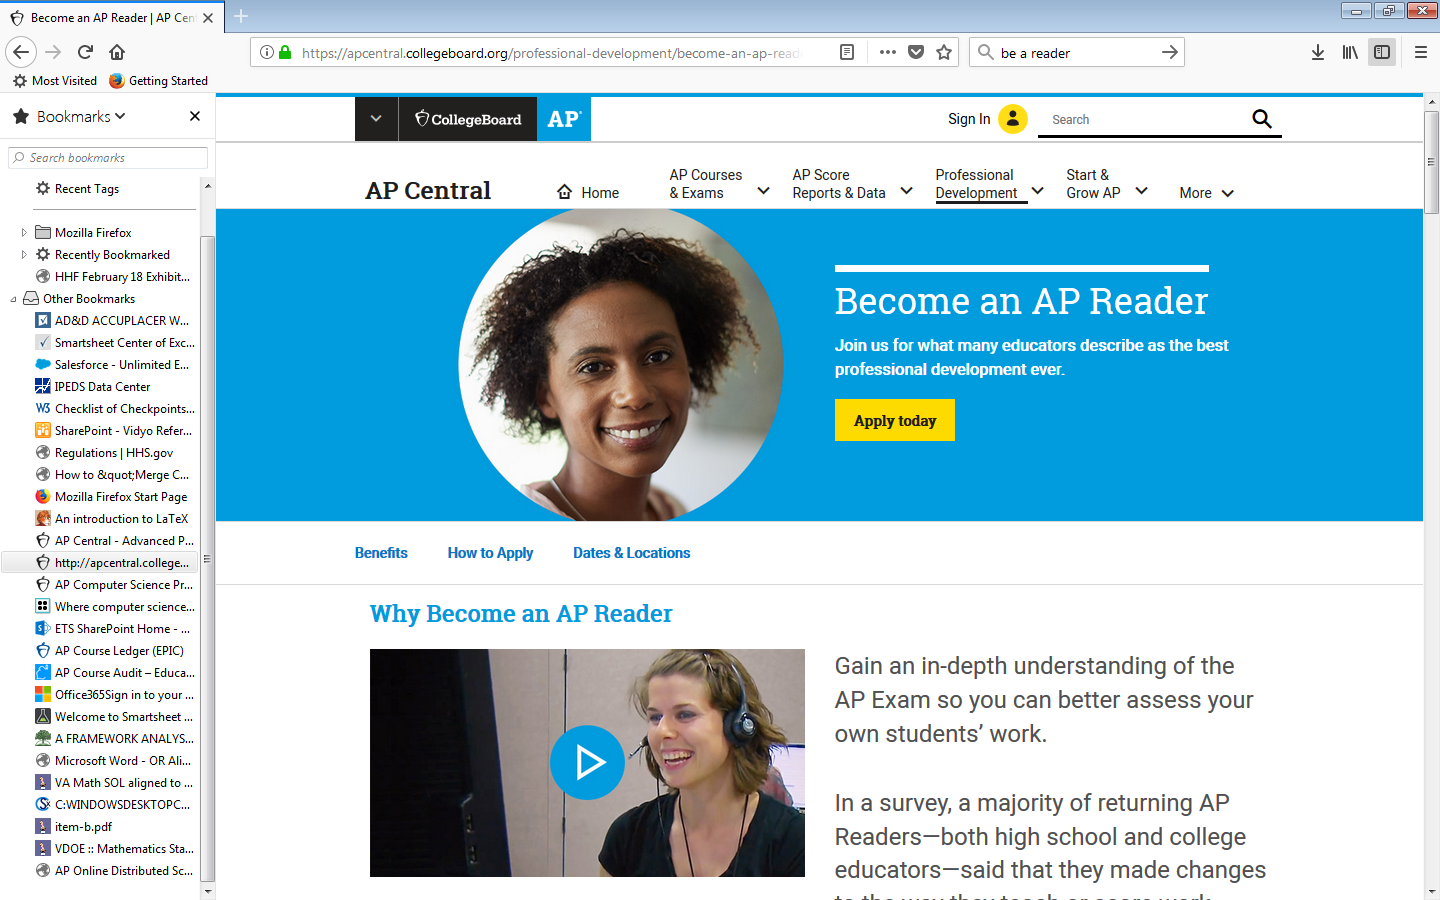 Become an AP Reader | AP Cen
https://apcentral.collegeboard.org/professional-development/become-an-ap-read
be a reader
Most Visited
Getting Started
Bookmarks
Search bookmarks
Recent Tags
Mozilla Firefox
Recently Bookmarked
HHF February 18 Exhibit...
Other Bookmarks
AD&D ACCUPLACER W...
Smartsheet Center of Exc...
Salesforce - Unlimited E...
IPEDS Data Center
W3 Checklist of Checkpoints...
SharePoint - Vidyo Refer...
Regulations | HHS.gov
How to &quot;Merge C...
Mozilla Firefox Start Page
An introduction to LaTeX
AP Central - Advanced P...
http://apcentral.college...
AP Computer Science Pr...
Where computer science...
ETS SharePoint Home - ...
AP Course Ledger (EPIC)
AP Course Audit – Educa...
Office365Sign in to your ...
Welcome to Smartsheet ...
A FRAMEWORK ANALYS...
Microsoft Word - OR Ali...
VA Math SOL aligned to ...
C:WINDOWSDESKTOPC...
item-b.pdf
VDOE :: Mathematics Sta...
AP Online Distributed Sc...
CollegeBoard
AP®
Sign In
Search
AP Central
Home
AP Courses
& Exams
AP Score
Reports & Data
Professional
Development
Start &
Grow AP
More
Become an AP Reader
Join us for what many educators describe as the best
professional development ever.
Apply today
Benefits
How to Apply
Dates & Locations
Why Become an AP Reader
Gain an in-depth understanding of the
AP Exam so you can better assess your
own students’ work.
In a survey, a majority of returning AP
Readers—both high school and college
educators—said that they made changes
to the way they teach or score work